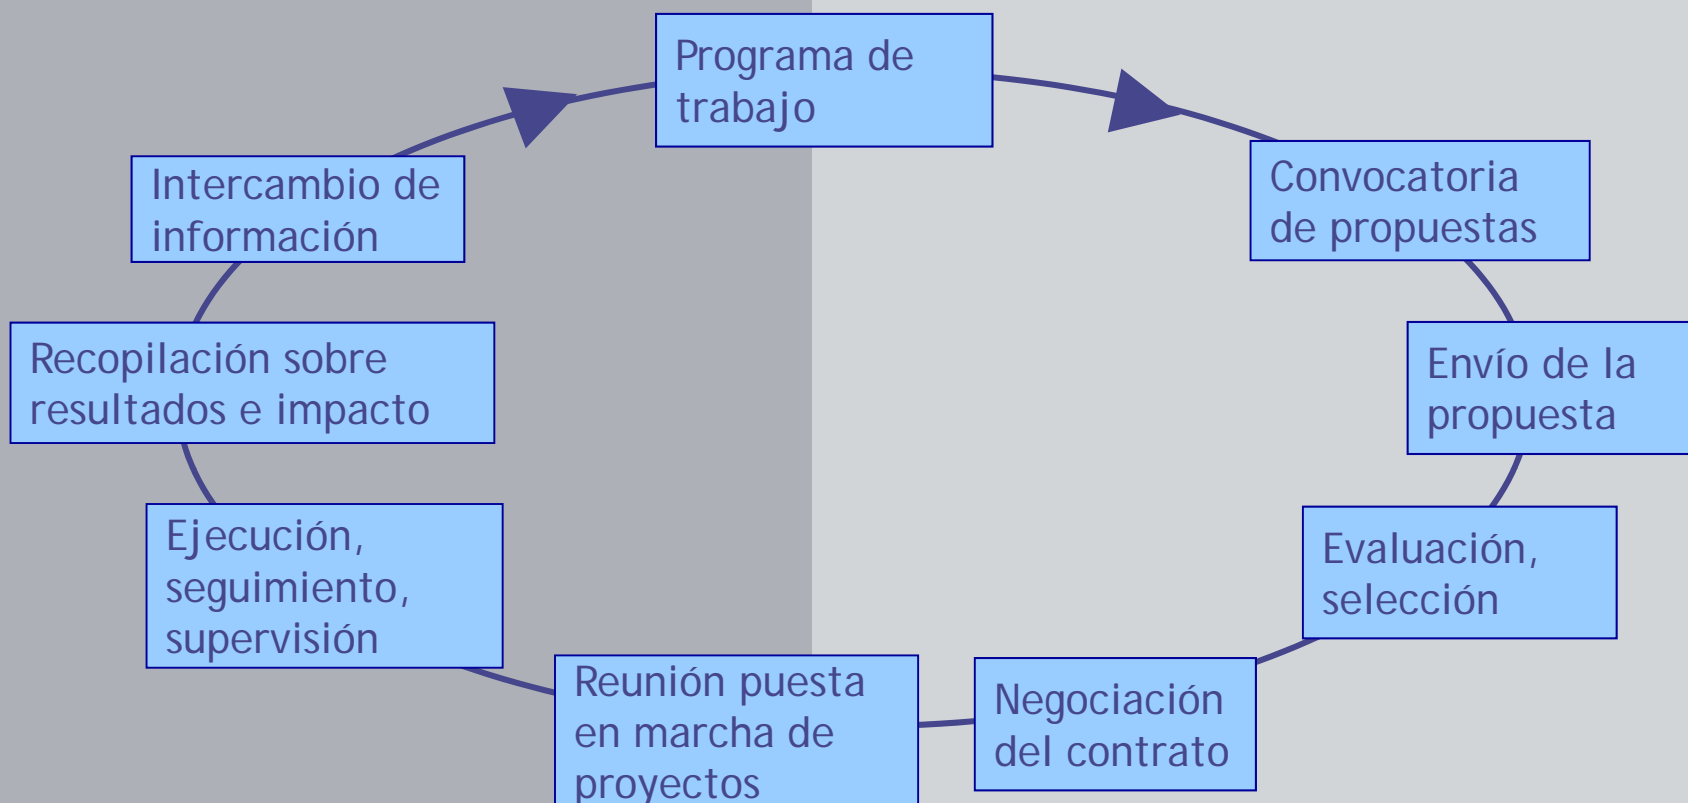 Programa de
trabajo
Convocatoria
de propuestas
Envío de la
propuesta
Evaluación,
selección
Negociación
del contrato
Reunión puesta
en marcha de
proyectos
Ejecución,
seguimiento,
supervisión
Recopilación sobre
resultados e impacto
Intercambio de
información